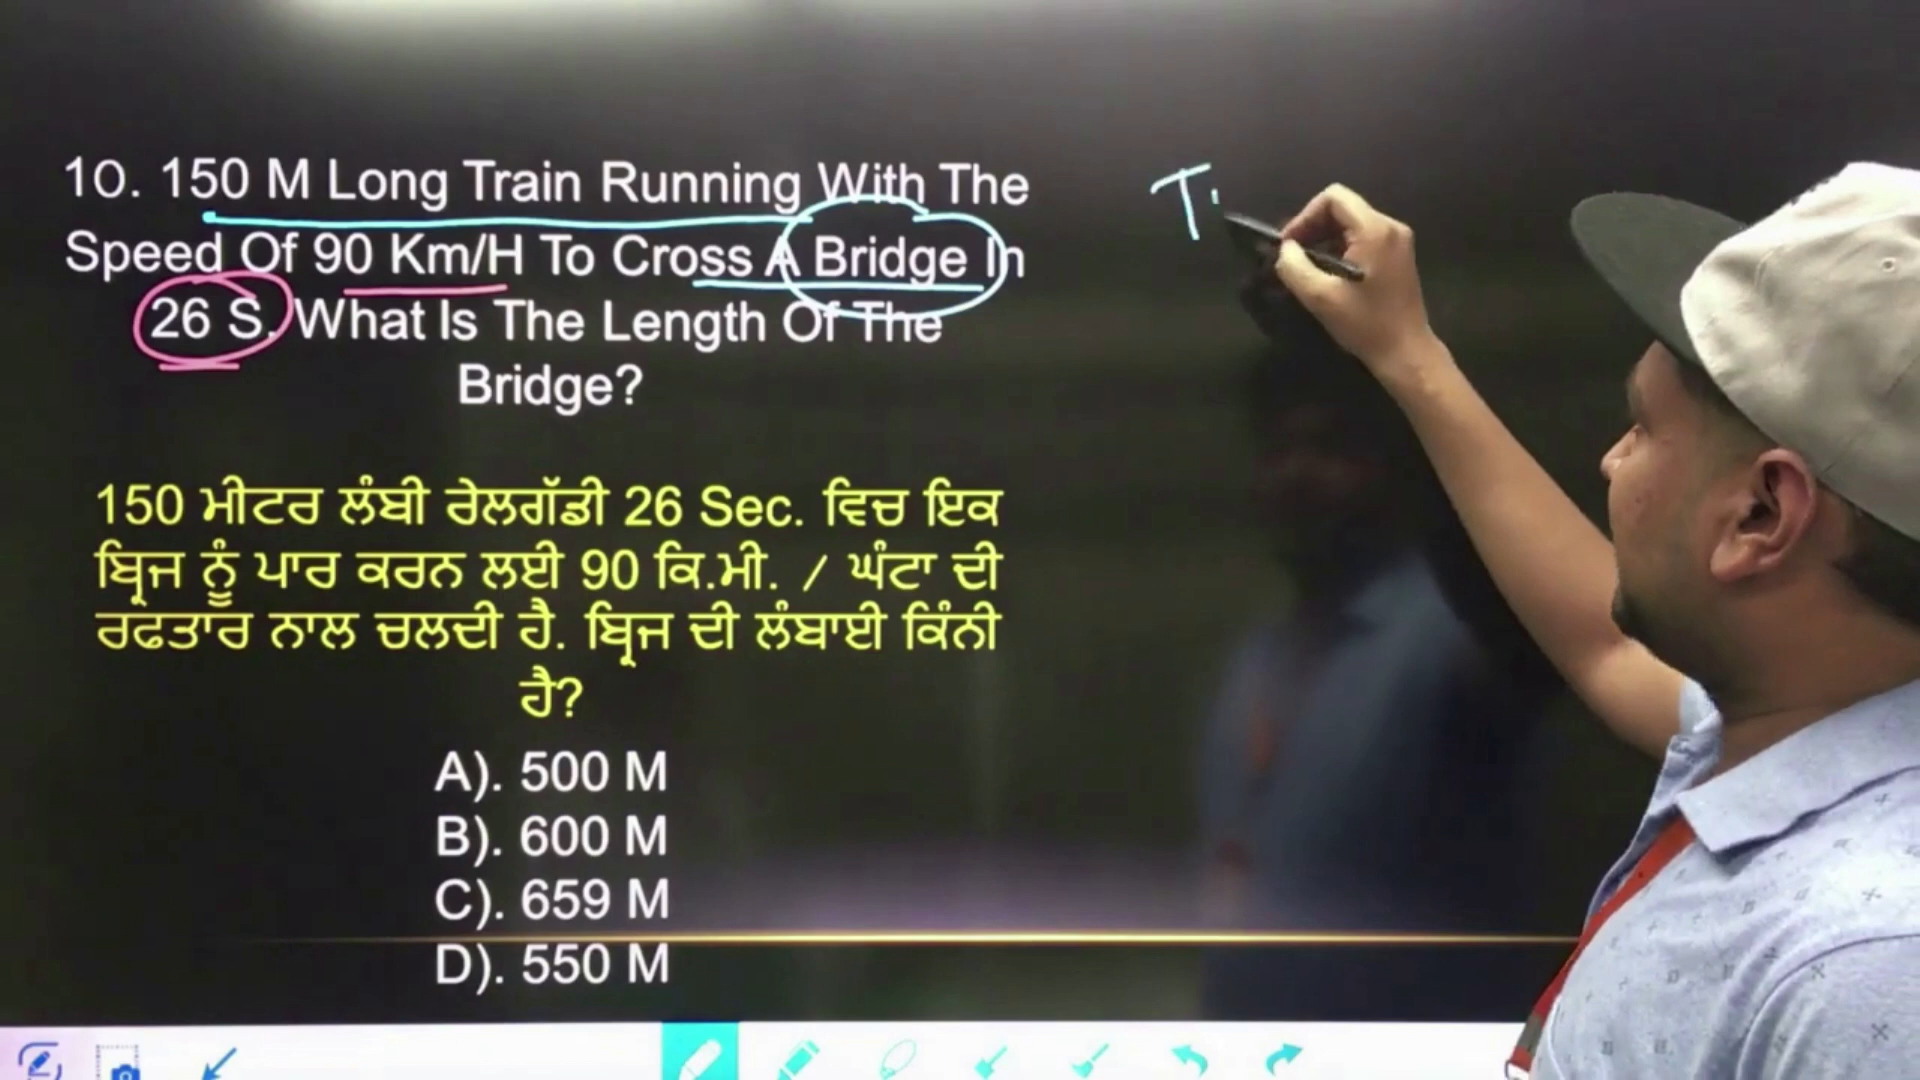 10. 150 M Long Train Running With The
Speed Of 90 Km/H To Cross A Bridge In
26 S. What Is The Length Of The
Bridge?
150 ਮੀਟਰ ਲੰਬੀ ਰੇਲਗੱਡੀ 26 Sec. ਵਿਚ ਇਕ
ਬ੍ਰਿਜ ਨੂੰ ਪਾਰ ਕਰਨ ਲਈ 90 ਕਿ.ਮੀ. / ਘੰਟਾ ਦੀ
ਰਫਤਾਰ ਨਾਲ ਚਲਦੀ ਹੈ. ਬ੍ਰਿਜ ਦੀ ਲੰਬਾਈ ਕਿੰਨੀ
ਹੈ?
A). 500 M
B). 600 M
C). 659 M
D). 550 M
T